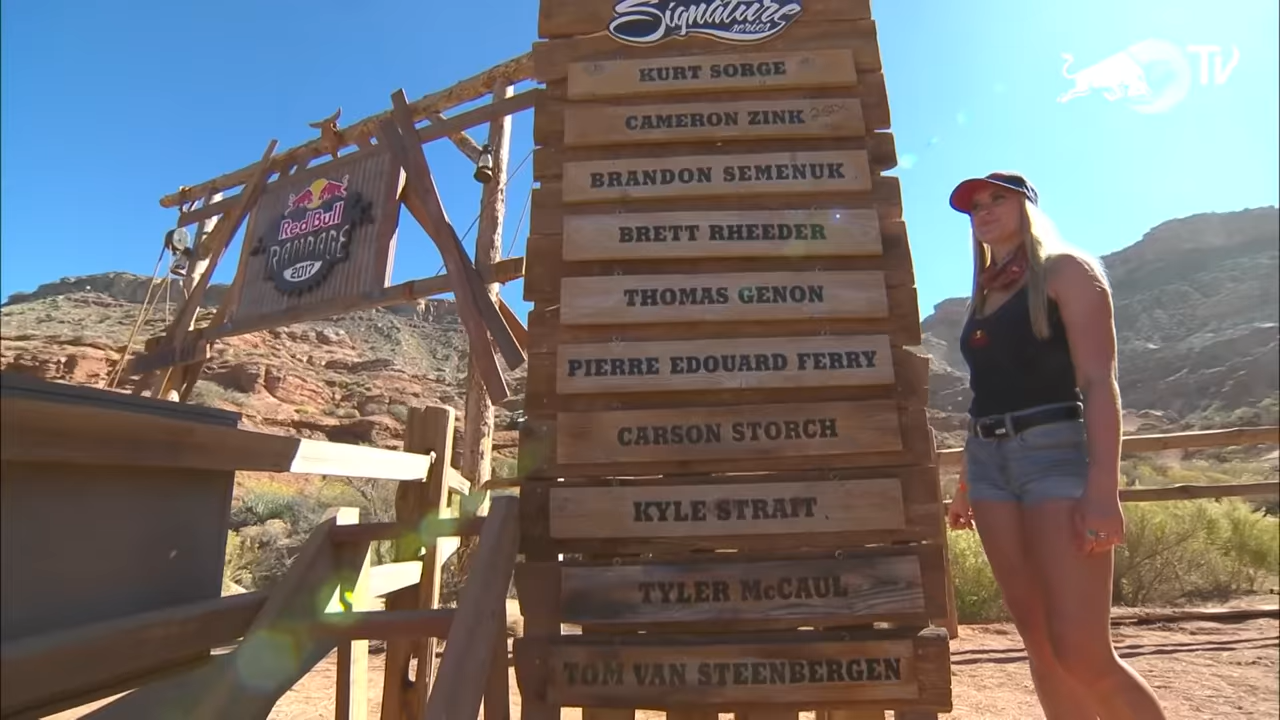 Signature
series
TV
KURT SORGE
CAMERON ZINK
BRANDON SEMENUK
BRETT RHEEDER
THOMAS GENON
PIERRE EDOUARD FERRY
CARSON STORCH
KYLE STRAIT
TYLER McCAUL
TOM VAN STEENBERGEN
Red Bull
RAMPAGE
2017